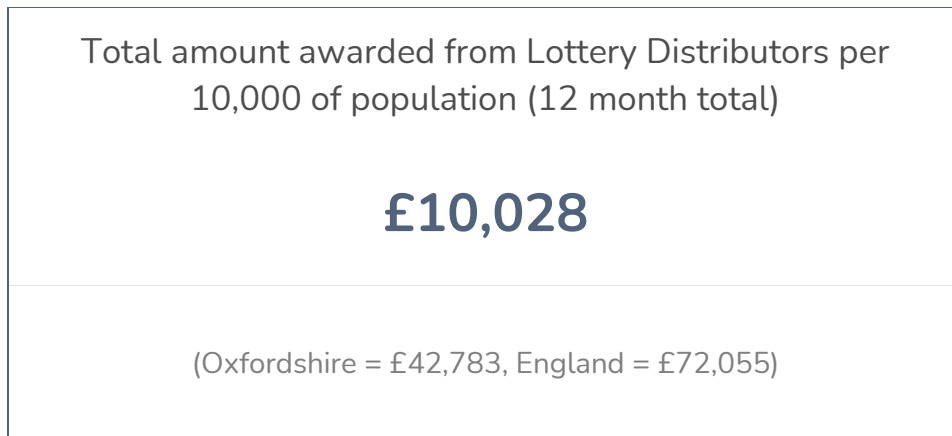 Total amount awarded from Lottery Distributors per
10,000 of population (12 month total)
£10,028
(Oxfordshire = £42,783, England = £72,055)